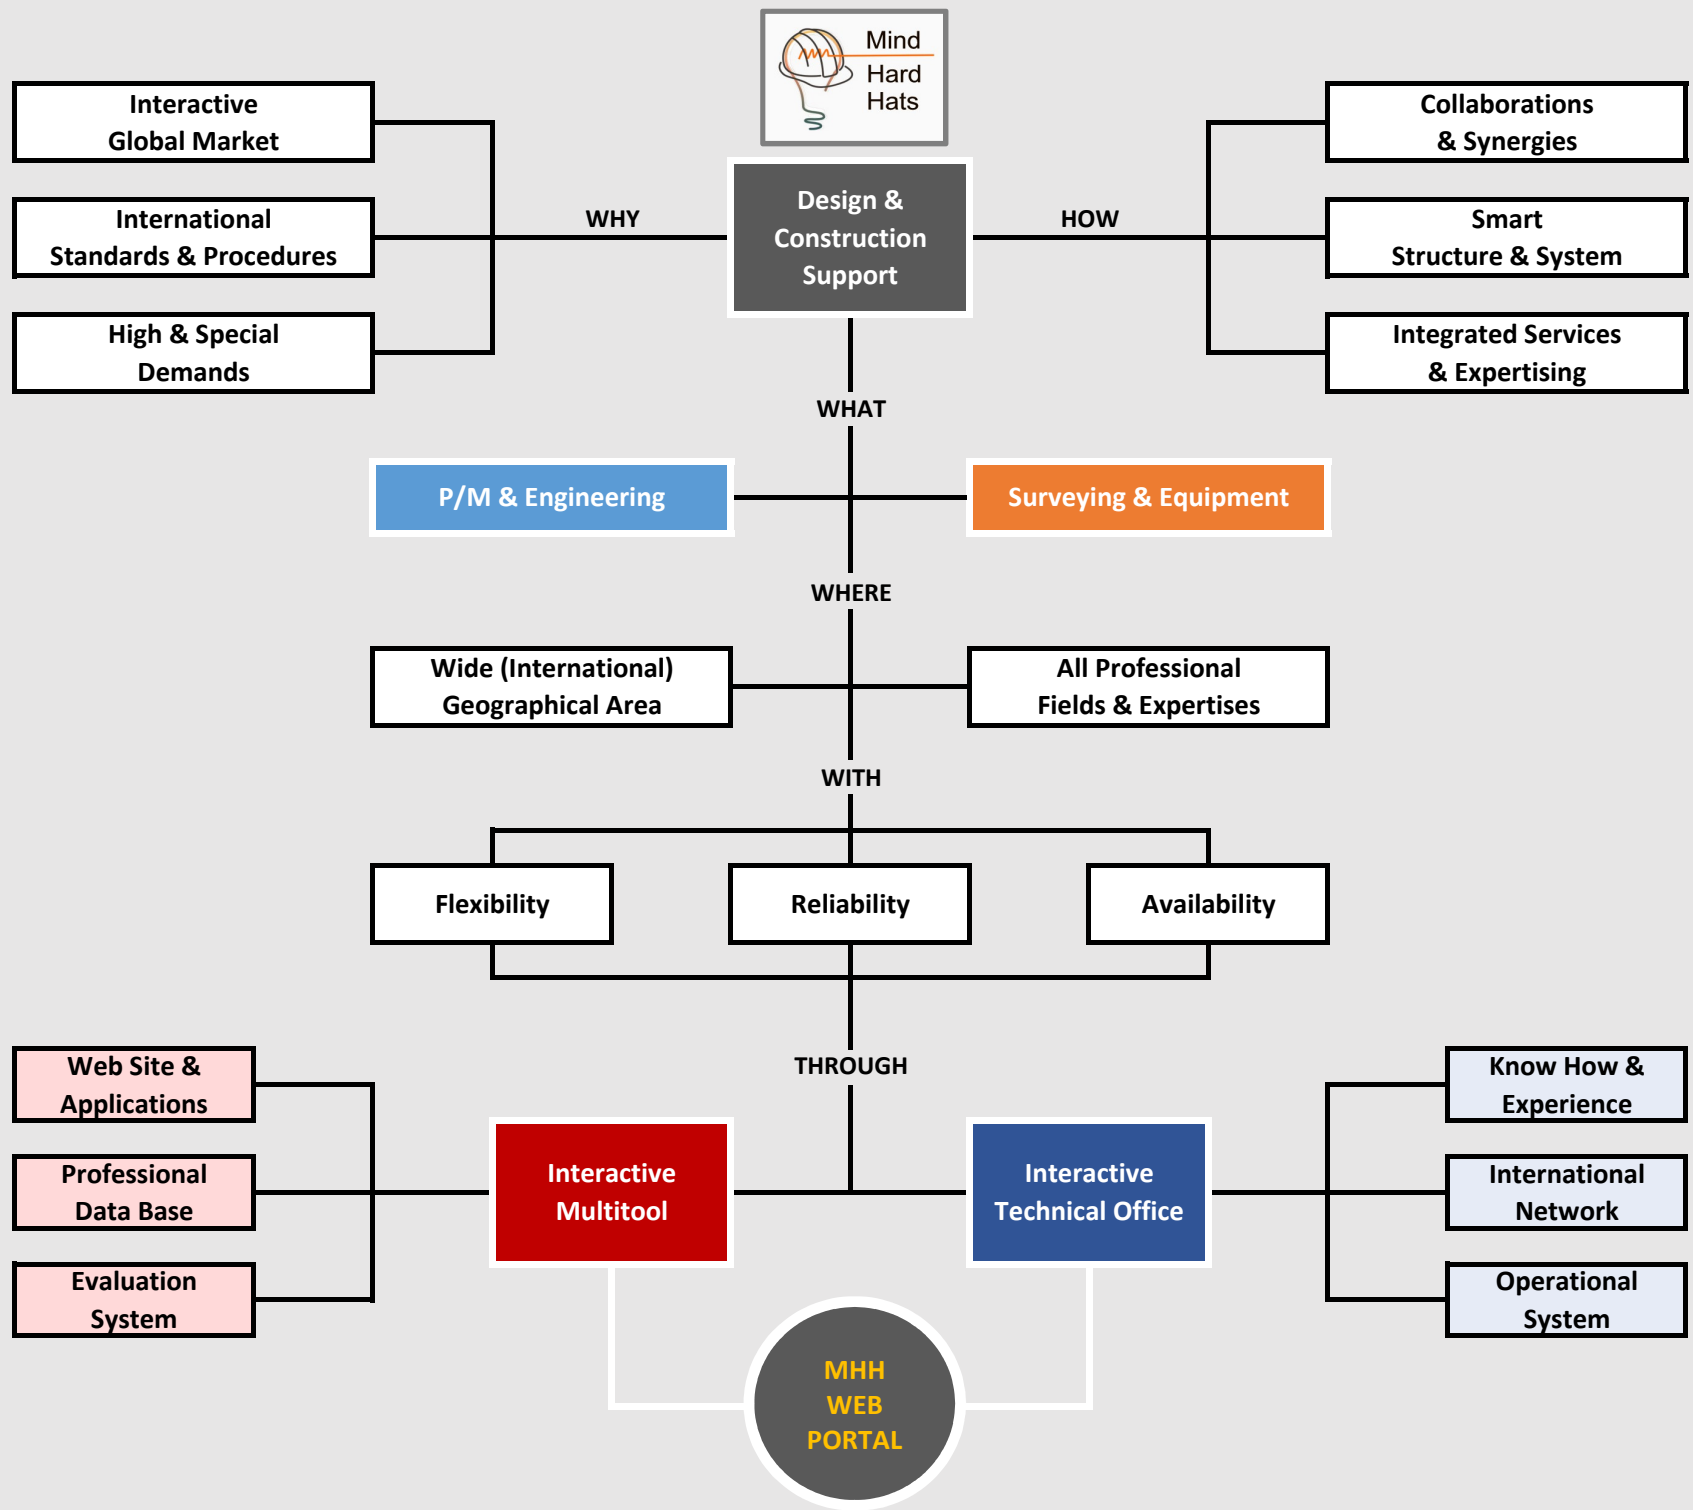 Mind
Hard
Hats
Interactive
Global Market
International
Standards & Procedures
High & Special
Demands
WHY
Design &
Construction
Support
HOW
Collaborations
& Synergies
Smart
Structure & System
Integrated Services
& Expertising
WHAT
P/M & Engineering
Surveying & Equipment
WHERE
Wide (International)
Geographical Area
All Professional
Fields & Expertises
WITH
Flexibility
Reliability
Availability
THROUGH
Web Site &
Applications
Professional
Data Base
Evaluation
System
Interactive
Multitool
Interactive
Technical Office
Know How &
Experience
International
Network
Operational
System
MHH
WEB
PORTAL